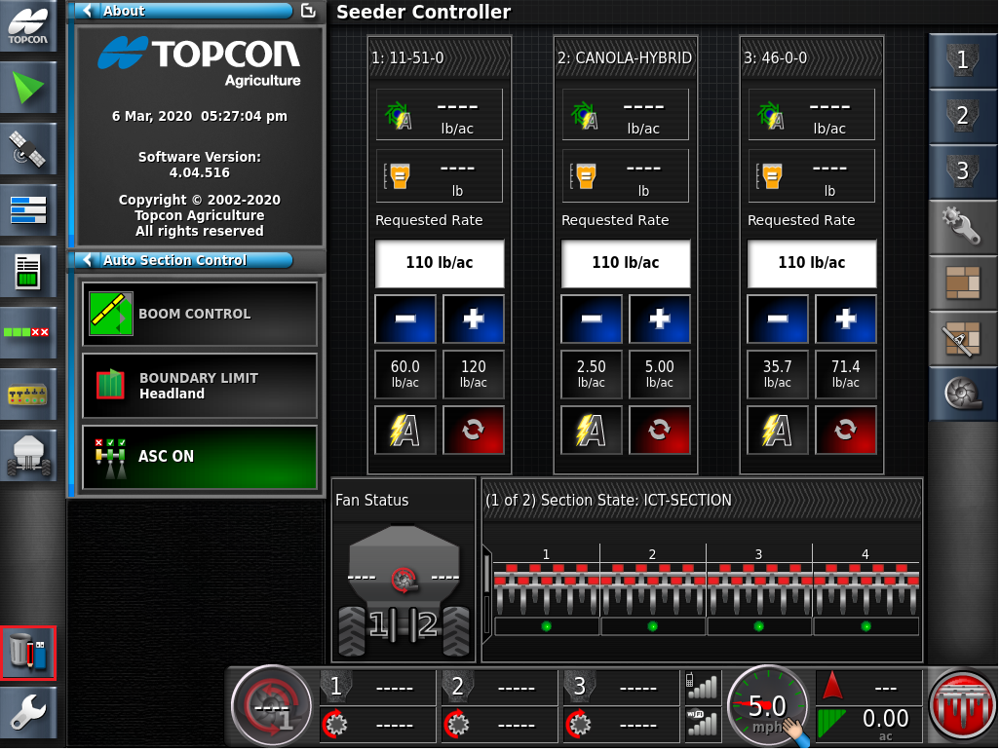 About
Seeder Controller
TOPCON
TOPCON
Agriculture
6 Mar, 2020 05:27:04 pm
Software Version:
4.04.516
Copyright © 2002-2020
Topcon Agriculture
All rights reserved
Auto Section Control
BOOM CONTROL
BOUNDARY LIMIT
Headland
ASC ON
1: 11-51-0
2: CANOLA-HYBRID
3: 46-0-0
A ---- A ---- A ----
lb/ac lb/ac lb/ac
---- ---- ----
lb lb lb
Requested Rate Requested Rate Requested Rate
110 lb/ac 110 lb/ac 110 lb/ac
60.0 120 2.50 5.00 35.7 71.4
lb/ac lb/ac lb/ac lb/ac lb/ac lb/ac
A A A
1
2
3
Fan Status
(1 of 2) Section State: ICT-SECTION
1 2 3 4
---- ----
1 2
---1
1 -----
2 -----
3 -----
----- ----- -----
WiFi
5.0
mph
---
0.00
ac